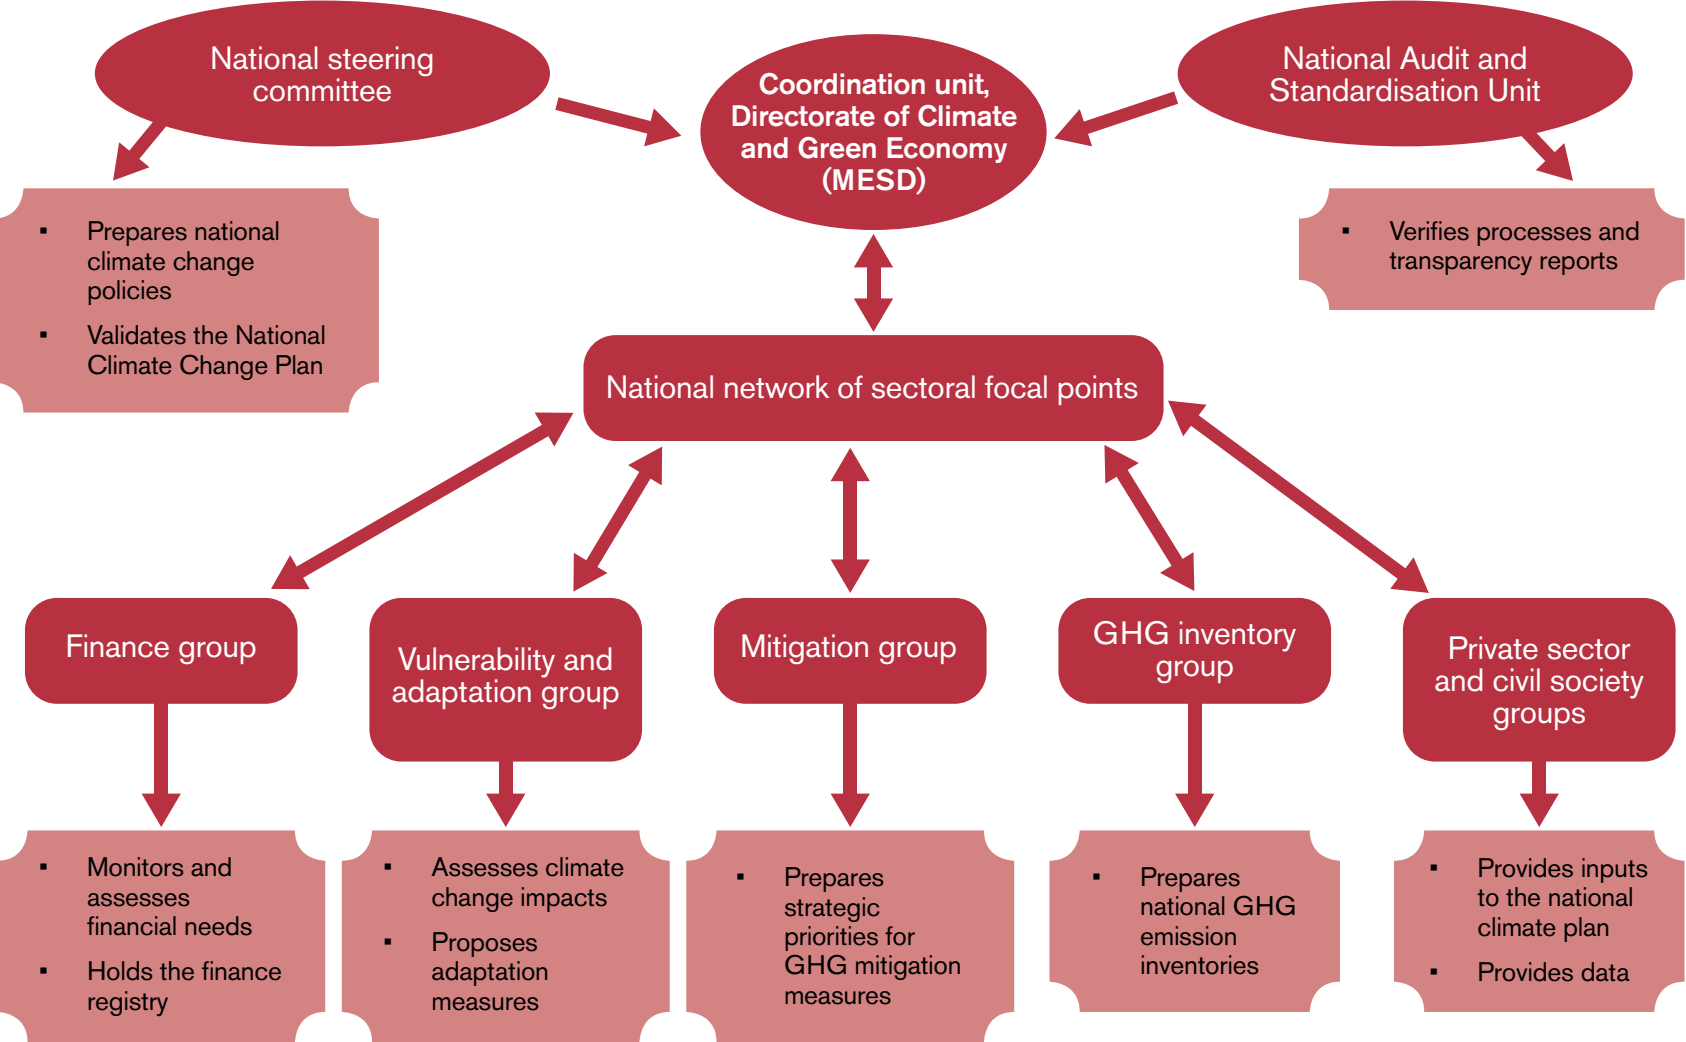 National steering
committee
Coordination unit,
Directorate of Climate
and Green Economy
(MESD)
National Audit and
Standardisation Unit
▪ Prepares national
climate change
policies
▪ Validates the National
Climate Change Plan
▪ Verifies processes and
transparency reports
National network of sectoral focal points
Finance group
Vulnerability and
adaptation group
Mitigation group
GHG inventory
group
Private sector
and civil society
groups
▪ Monitors and
assesses
financial needs
▪ Holds the finance
registry
▪ Assesses climate
change impacts
▪ Proposes
adaptation
measures
▪ Prepares
strategic
priorities for
GHG mitigation
measures
▪ Prepares
national GHG
emission
inventories
▪ Provides inputs
to the national
climate plan
▪ Provides data